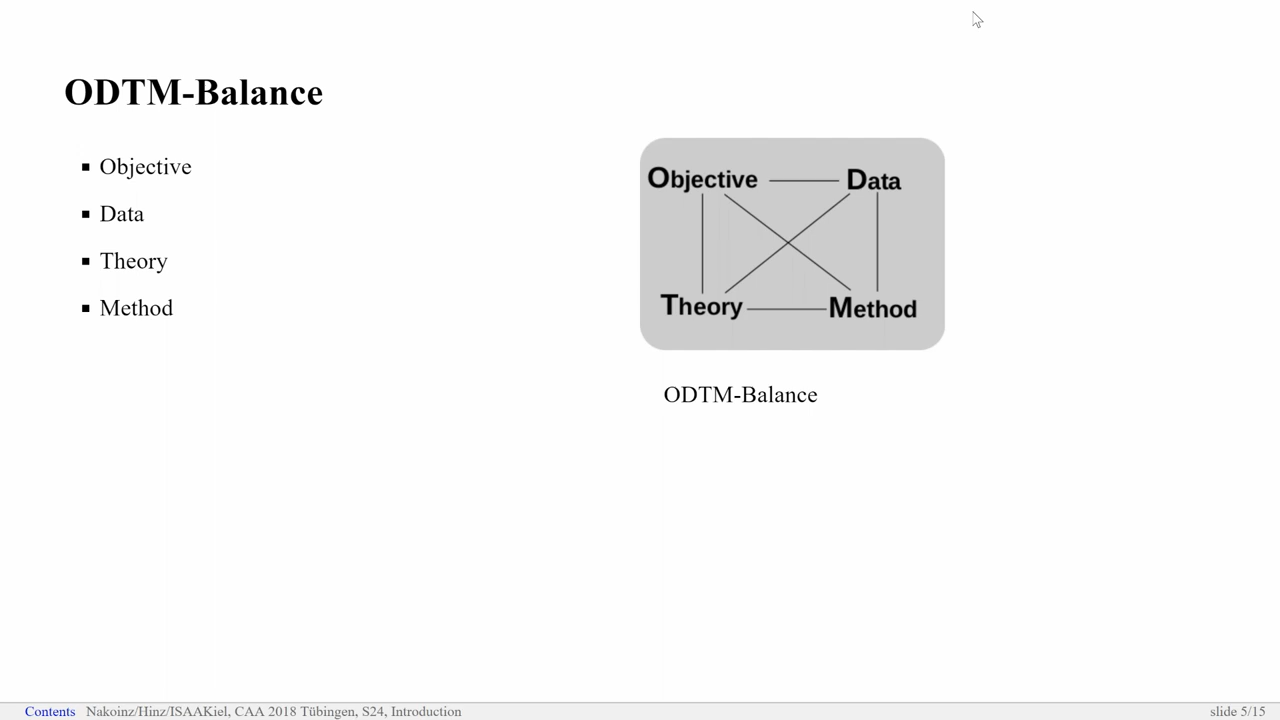 ODTM-Balance
Objective
Data
Theory
Method
Objective Data
Theory Method
ODTM-Balance
Contents Nakoinz/Hinz/ISAAKiel, CAA 2018 Tübingen, S24, Introduction slide 5/15